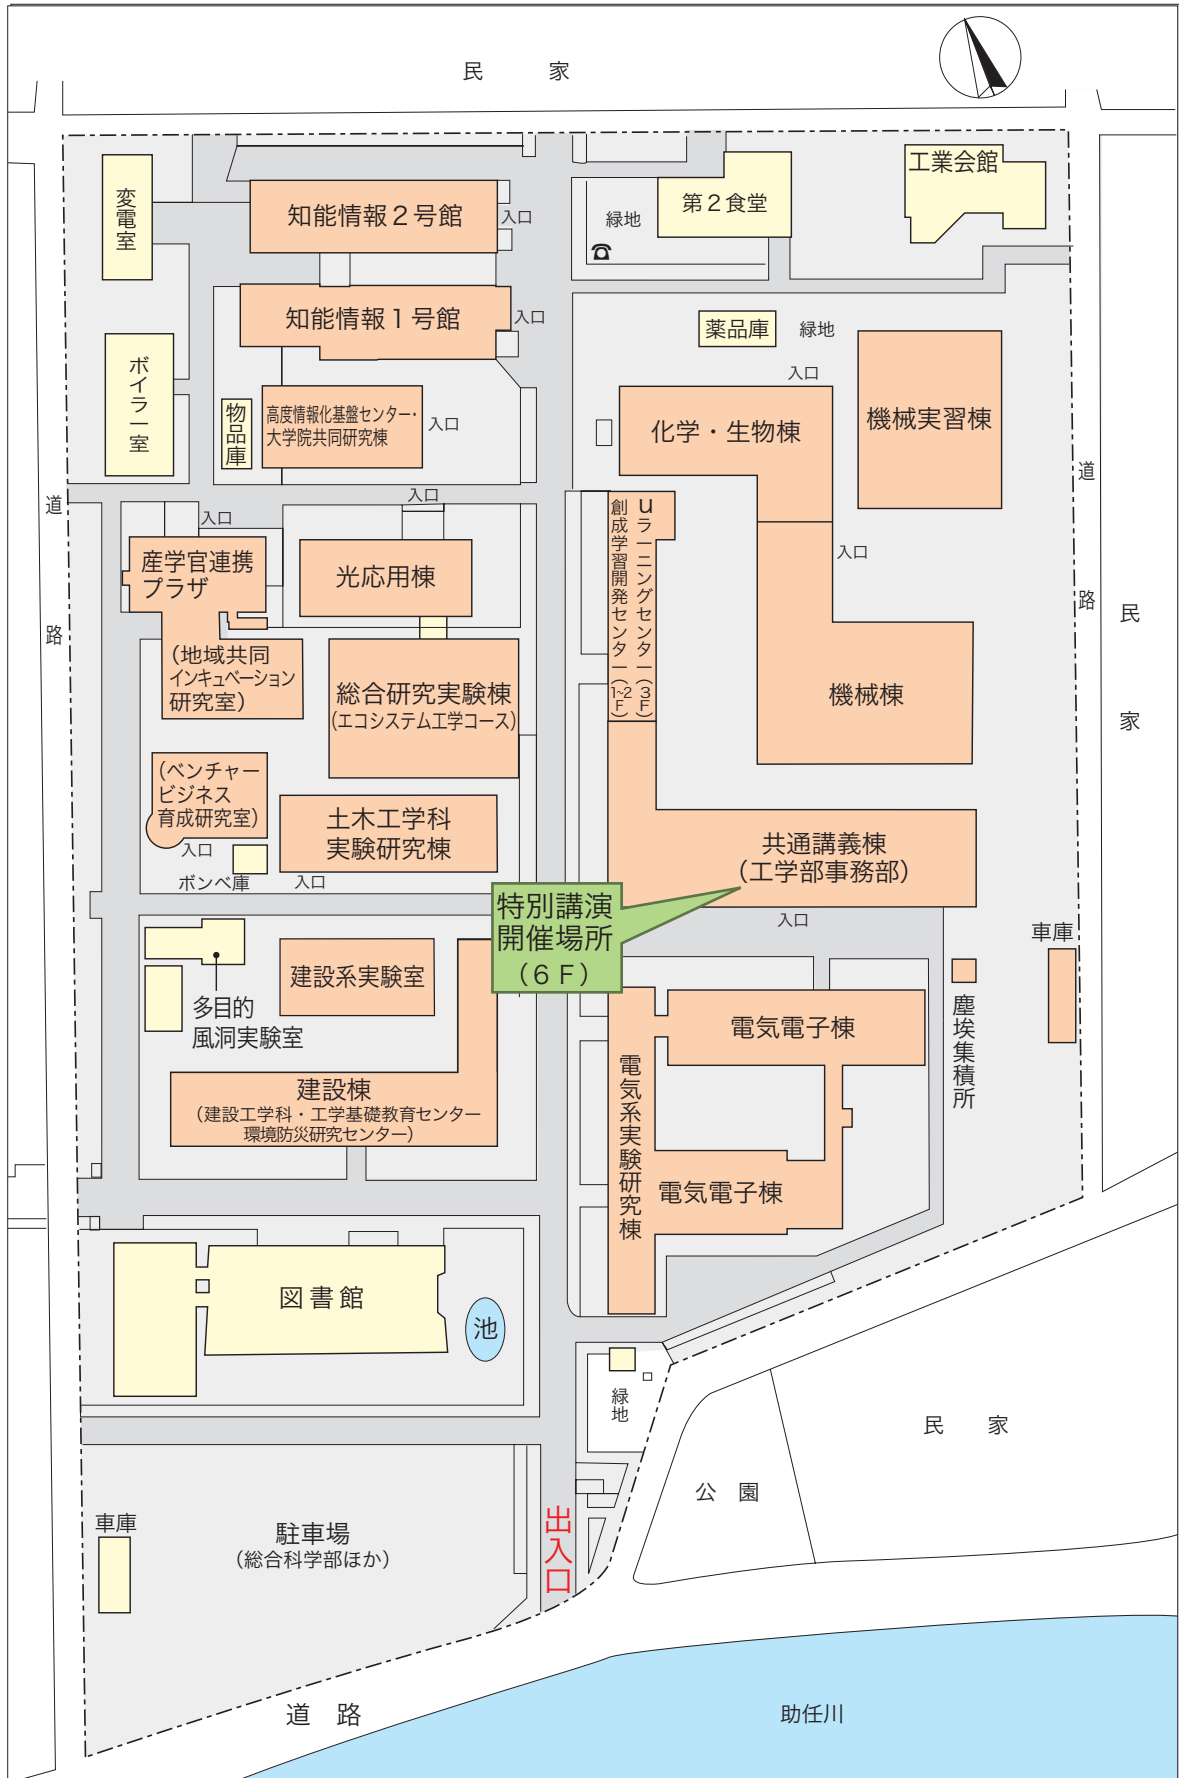 民　家
変電室
知能情報２号館
入口
緑地
第２食堂
工業会館
知能情報１号館
入口
薬品庫
緑地
ボイラー室
物品庫
高度情報化基盤センター・
大学院共同研究棟
入口
入口
化学・生物棟
機械実習棟
道路
道路
入口
入口
産学官連携
プラザ
光応用棟
創成学習開発センター（1~2F）
uラーニングセンター（３F）
入口
民家
（地域共同
インキュベーション
研究室）
総合研究実験棟
（エコシステム工学コース）
機械棟
（ベンチャー
ビジネス
育成研究室）
入口
ボンベ庫
土木工学科
実験研究棟
入口
共通講義棟
（工学部事務部）
入口
特別講演
開催場所
（６Ｆ）
車庫
建設系実験室
多目的
風洞実験室
塵埃集積所
電気電子棟
電気系実験研究棟
建設棟
（建設工学科・工学基礎教育センター
環境防災研究センター）
電気電子棟
図書館
池
緑地
民　家
公　園
出入口
車庫
駐車場
（総合科学部ほか）
道　路
助任川